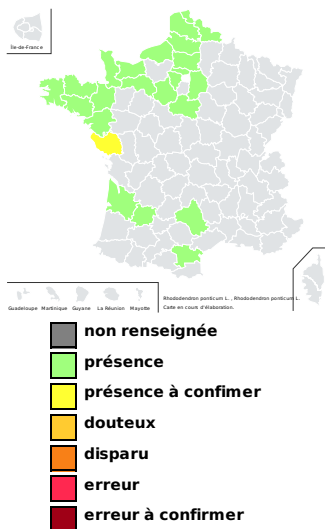 Île-de-France
Guadeloupe Martinique Guyane La Réunion Mayotte
Rhododendron ponticum L. , Rhododendron ponticum L.
Carte en cours d'élaboration.
non renseignée
présence
présence à confimer
douteux
disparu
erreur
erreur à confirmer